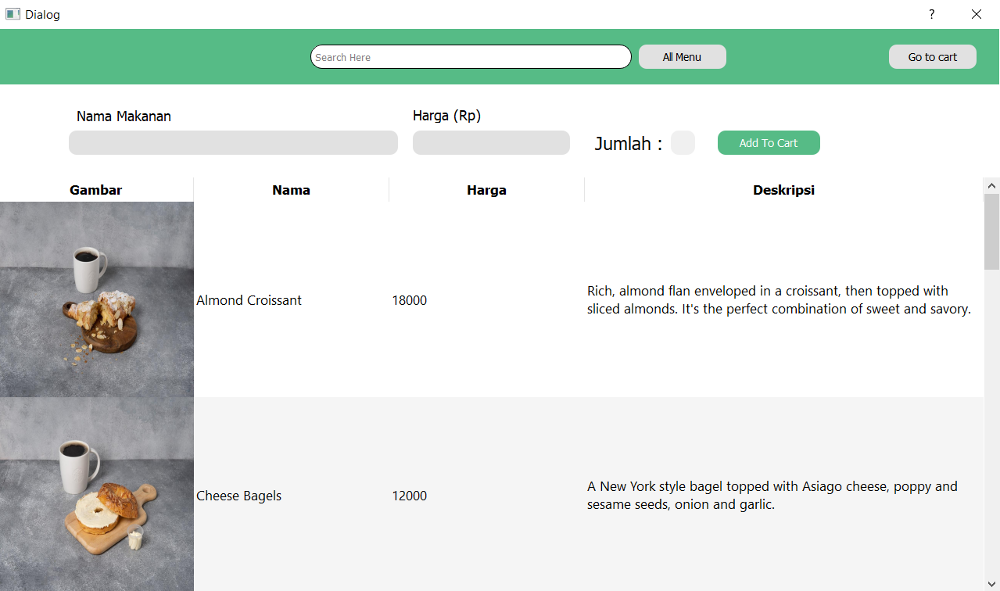 Dialog
?
Search Here
All Menu
Go to cart
Nama Makanan
Harga (Rp)
Jumlah :
Add To Cart
Gambar
Nama
Harga
Deskripsi
Almond Croissant
18000
Rich, almond flan enveloped in a croissant, then topped with
sliced almonds. It's the perfect combination of sweet and savory.
Cheese Bagels
12000
A New York style bagel topped with Asiago cheese, poppy and
sesame seeds, onion and garlic.